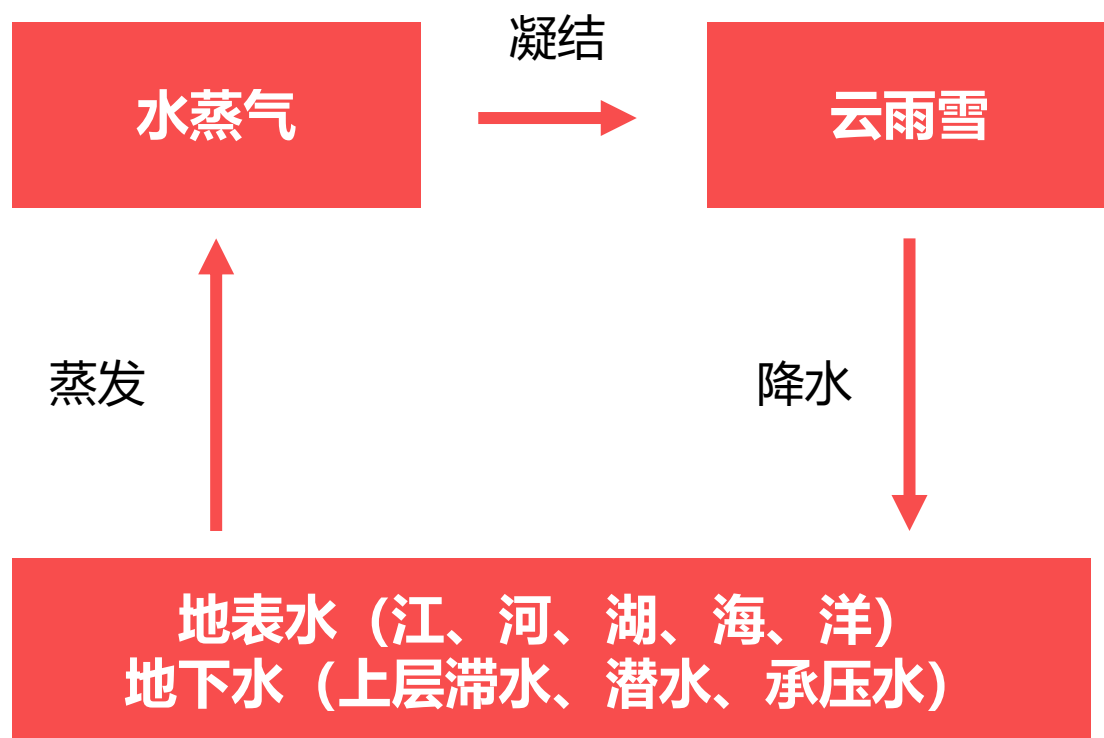 凝结
水蒸气
云雨雪
蒸发
降水
地表水（江、河、湖、海、洋）
地下水（上层滞水、潜水、承压水）